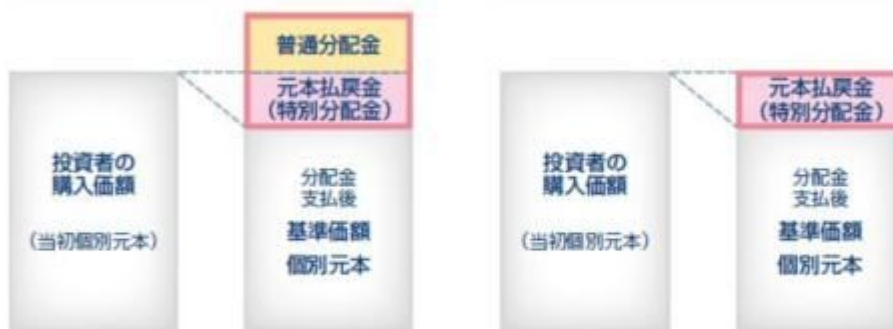 普通分配金
元本払戻金
(特別分配金)
投資者の
購入価額
(当初個別元本)
分配金
支払後
基準価額
個別元本
元本払戻金
(特別分配金)
投資者の
購入価額
(当初個別元本)
分配金
支払後
基準価額
個別元本